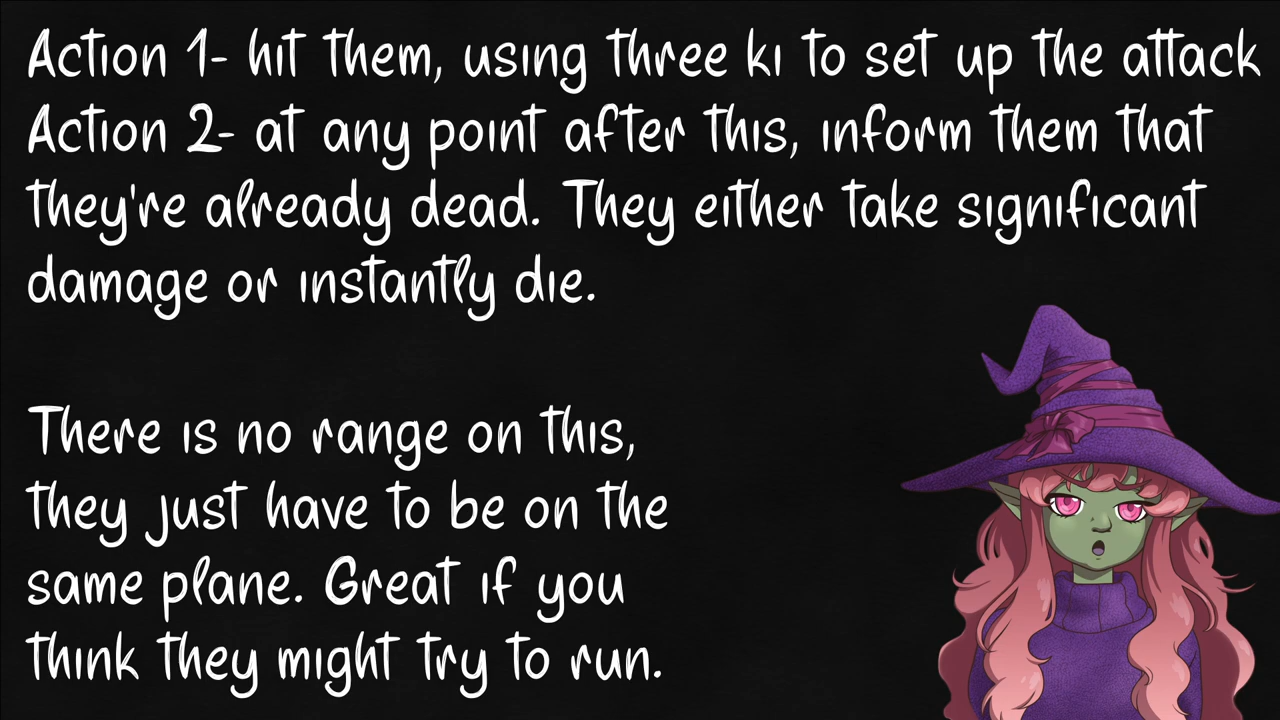 Action 1- hit them, using three ki to set up the attack
Action 2- at any point after this, inform them that
they're already dead. They either take significant
damage or instantly die.
There is no range on this,
they just have to be on the
same plane. Great if you
think they might try to run.